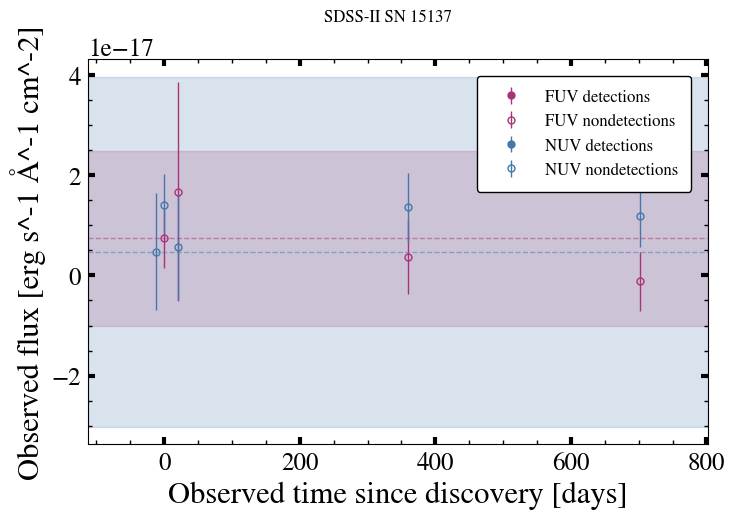 SDSS-II SN 15137
1e−17
Observed flux [erg s^-1 Å^-1 cm^-2]
4
2
0
−2
FUV detections
FUV nondetections
NUV detections
NUV nondetections
0 200 400 600 800
Observed time since discovery [days]